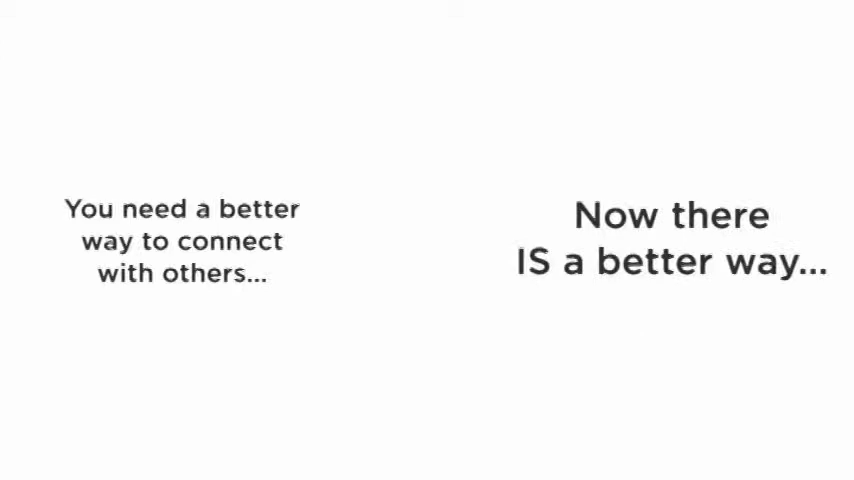 You need a better
way to connect
with others...
Now there
IS a better way...